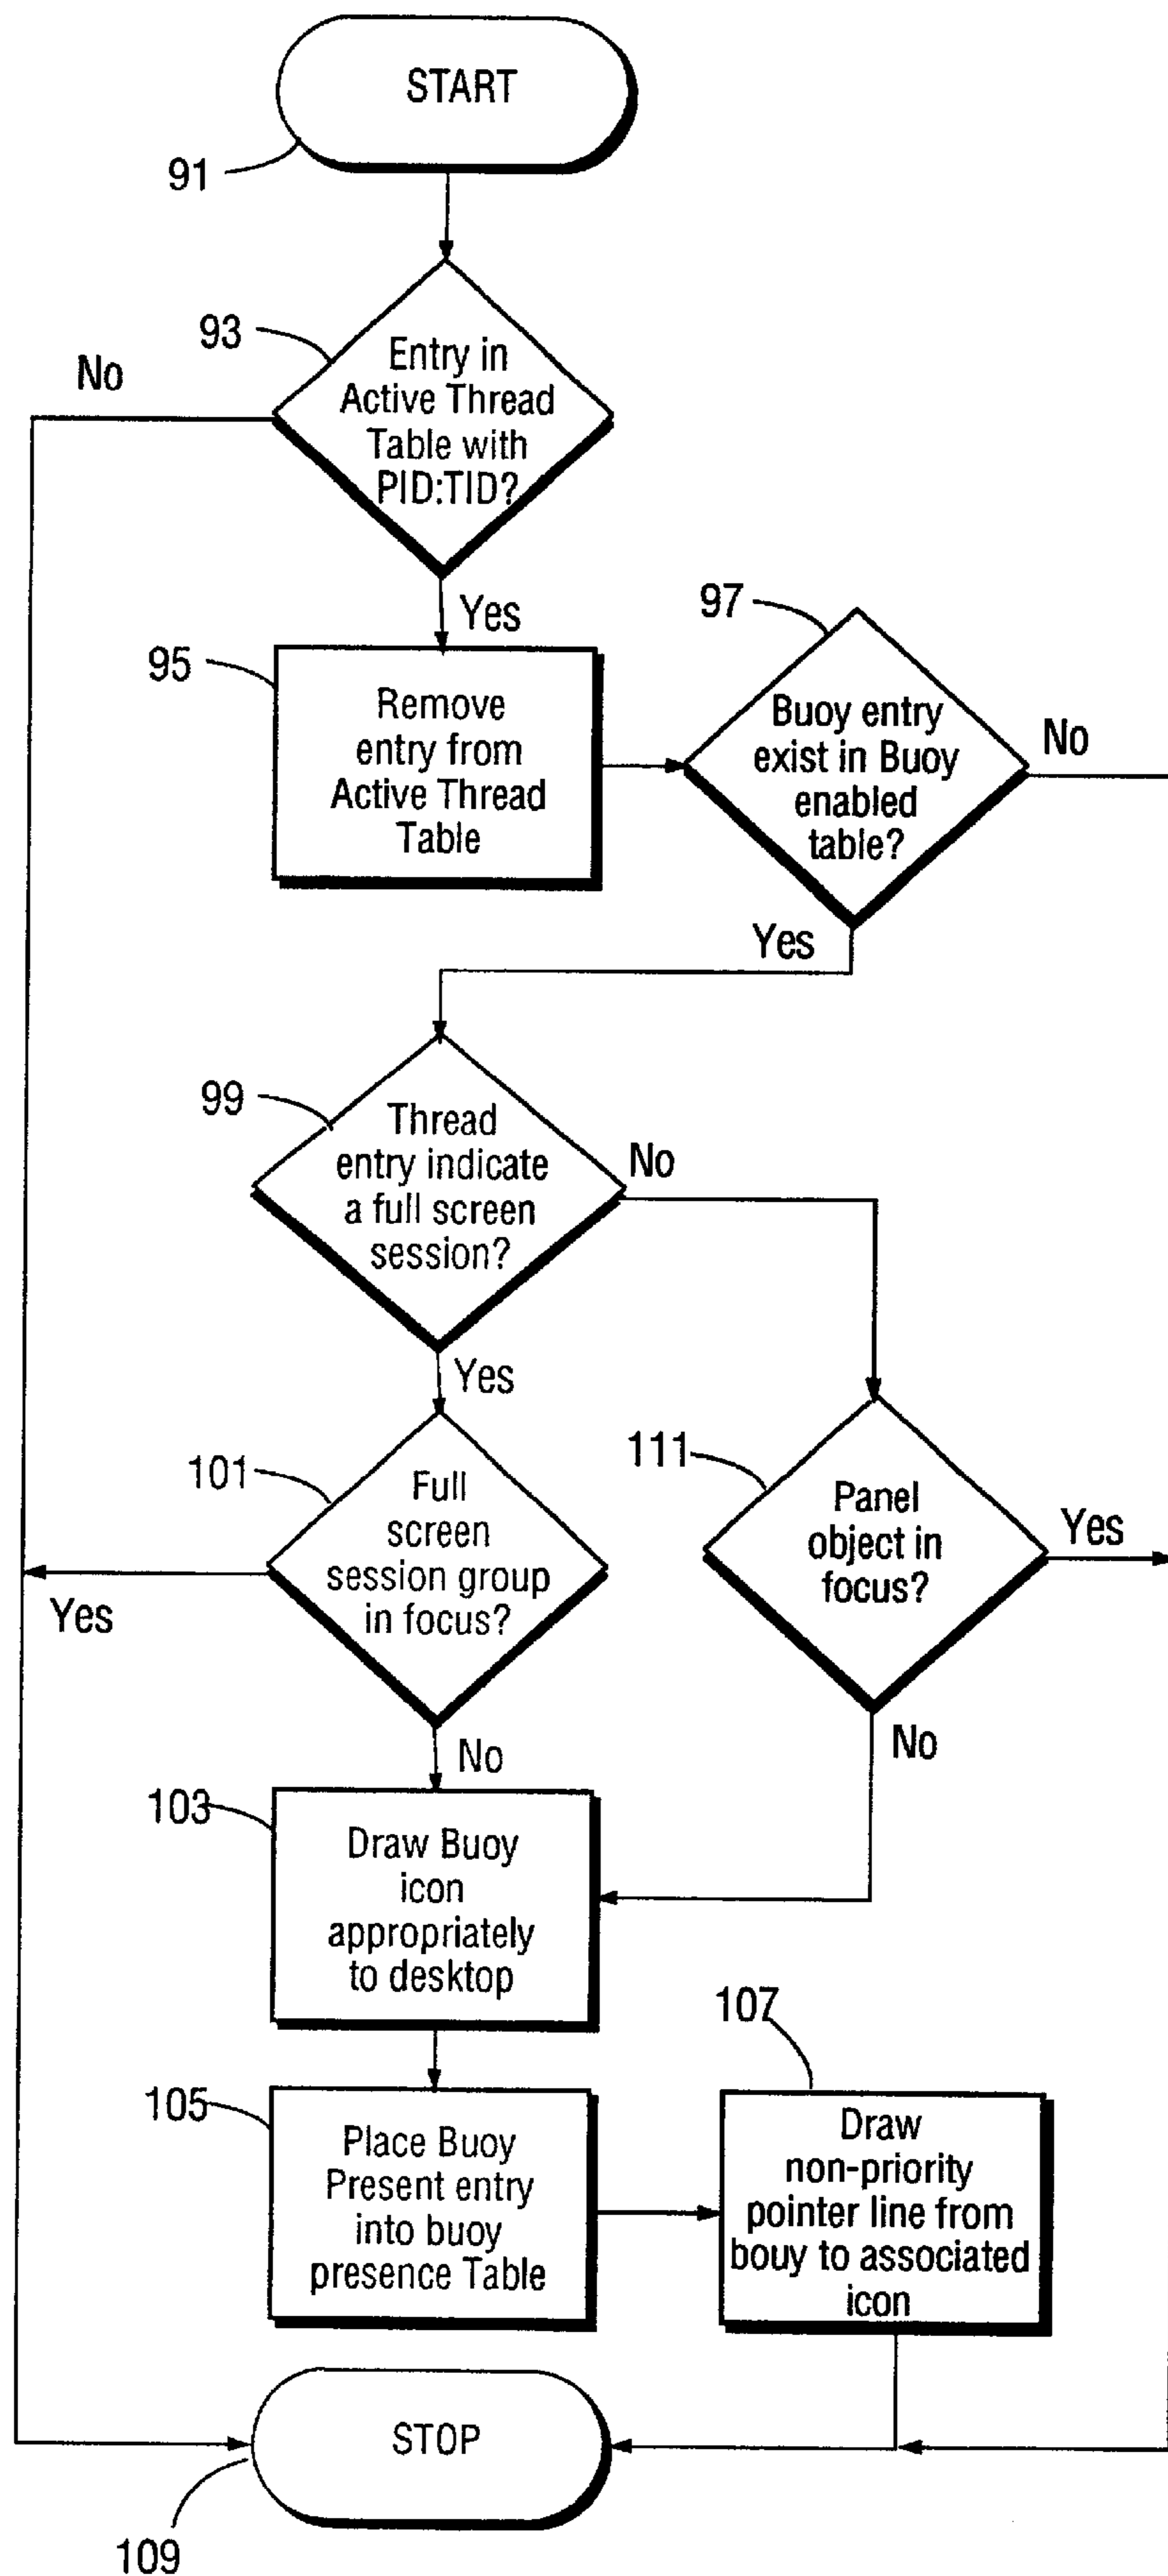 START
91
93
Entry in
Active Thread
Table with
PID:TID?
No
Yes
95
Remove
entry from
Active Thread
Table
97
Buoy entry
exist in Buoy
enabled
table?
No
Yes
99
Thread
entry indicate
a full screen
session?
No
Yes
101
Full
screen
session group
in focus?
Yes
No
111
Panel
object in
focus?
Yes
No
103
Draw Buoy
icon
appropriately
to desktop
105
Place Buoy
Present entry
into buoy
presence Table
107
Draw
non-priority
pointer line from
bouy to associated
icon
STOP
109